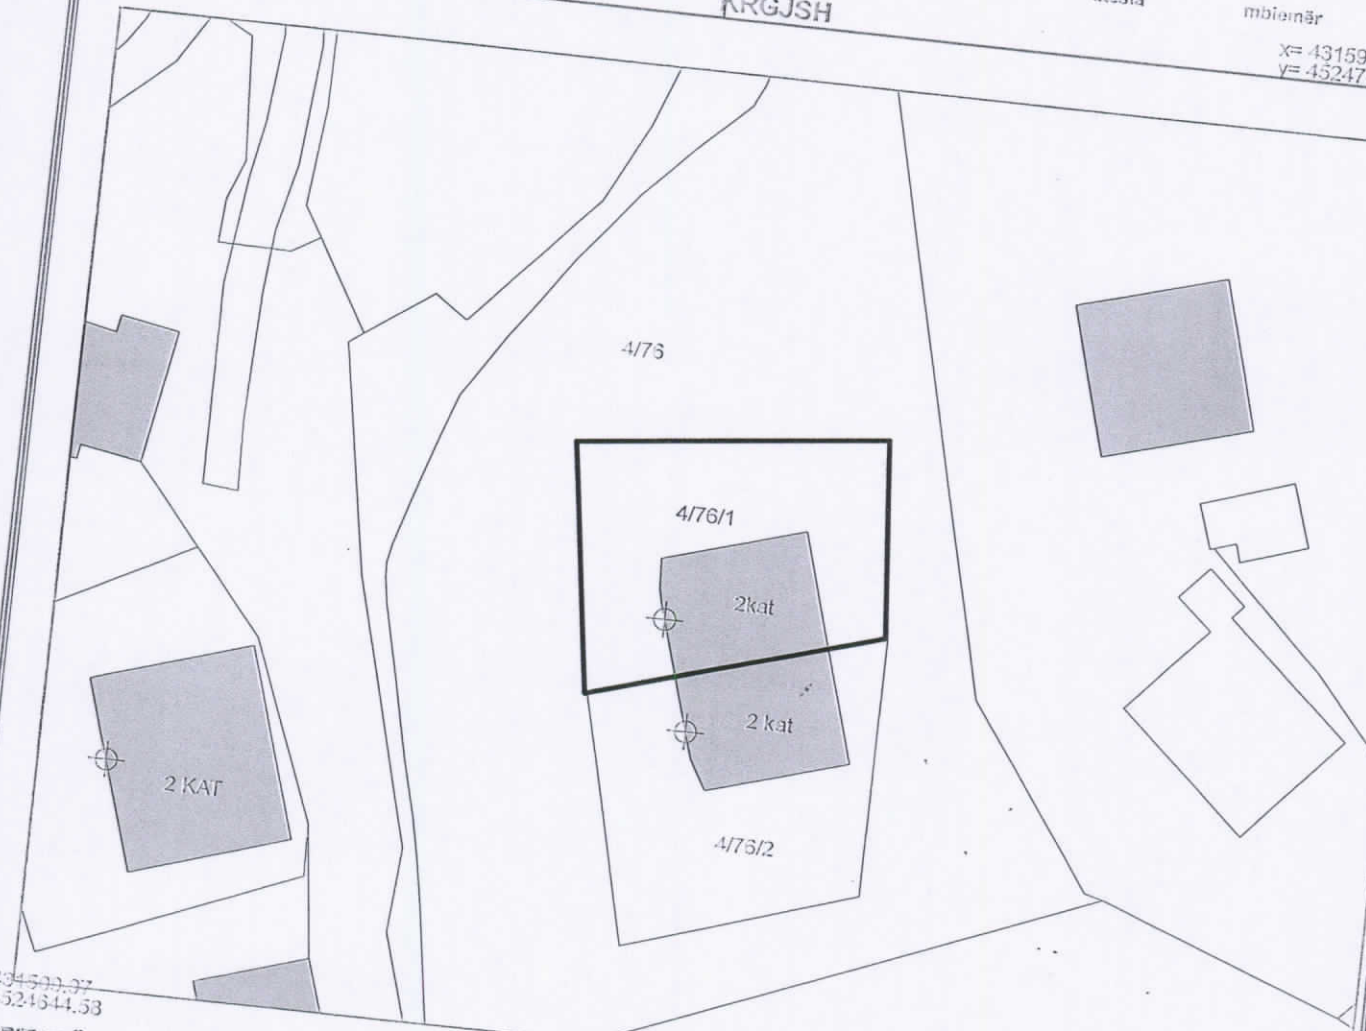 KRGJSH
mbiemër
x= 43159
y= 45247
4/76
4/76/1
2kat
2 kat
2 KAT
4/76/2
524644.58